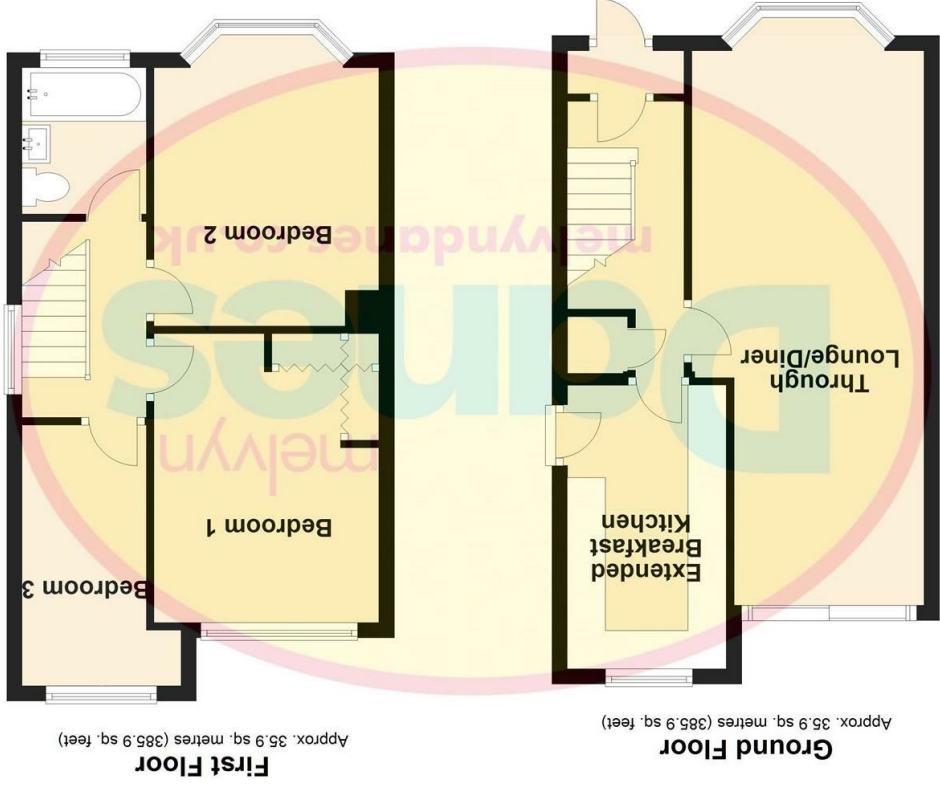 Ground Floor
Approx. 35.9 sq. metres (385.9 sq. feet)
Extended
Breakfast
Kitchen
Through
Lounge/Diner
First Floor
Approx. 35.9 sq. metres (385.9 sq. feet)
Bedroom 3
Bedroom 1
Bedroom 2
melvyn
Danes
melvyndanes.co.uk